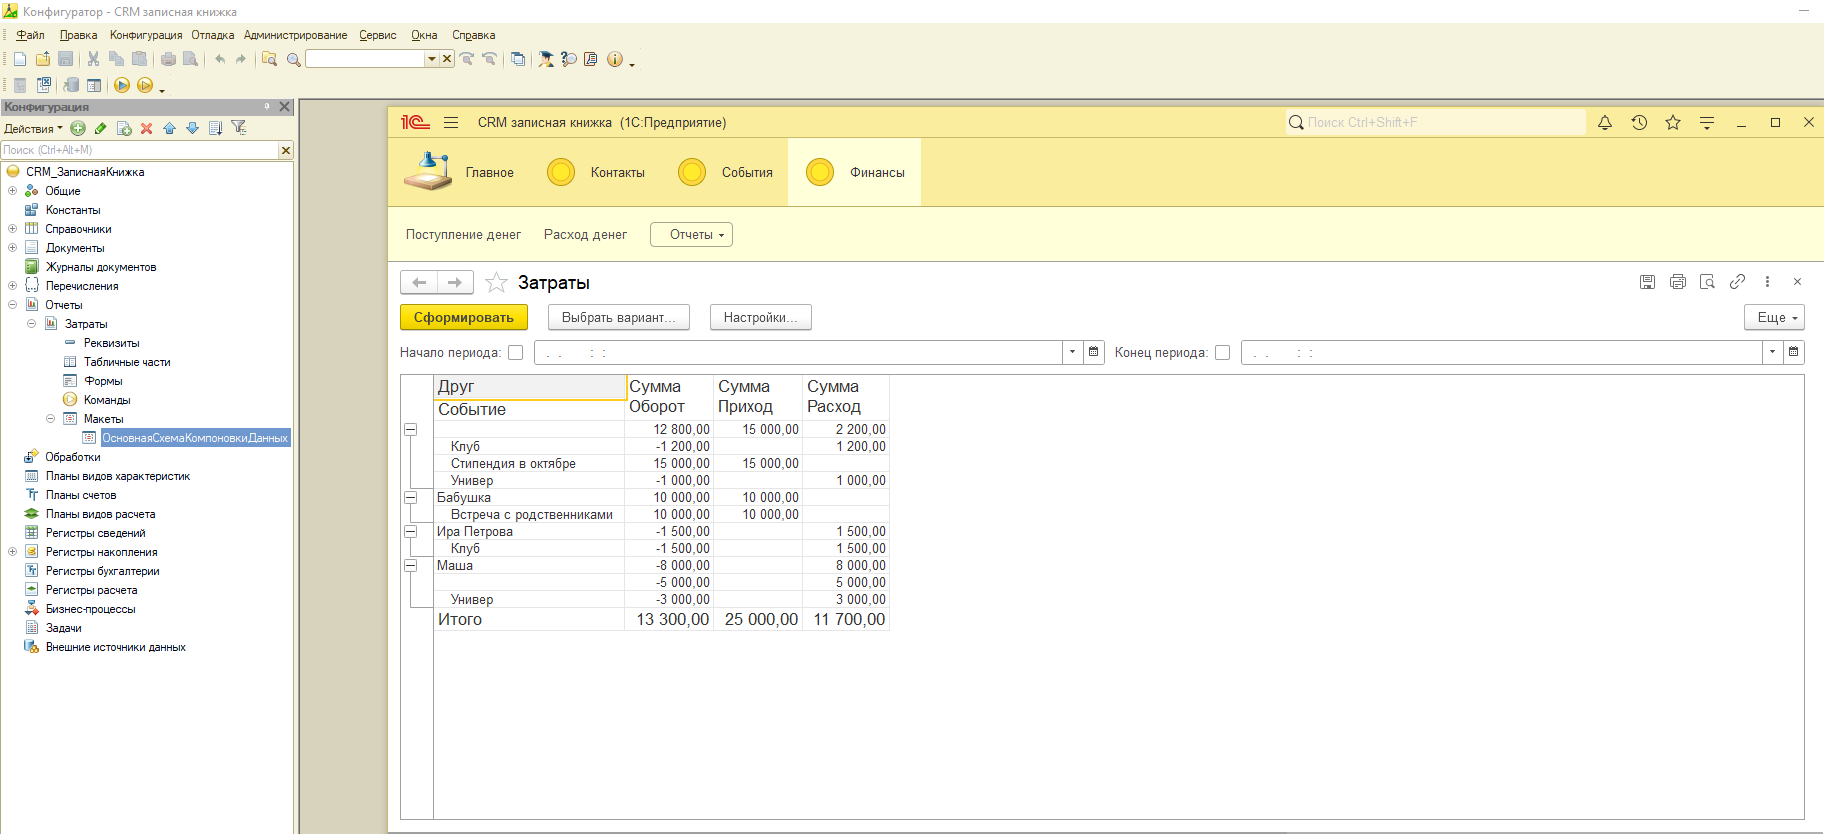 Конфигуратор - CRM записная книжка
Файл Правка Конфигурация Отладка Администрирование Сервис Окна Справка
Конфигурация
Действия
Поиск (Ctrl+Alt+M)
CRM_ЗаписнаяКнижка
Общие
Константы
Справочники
Документы
Журналы документов
Перечисления
Отчеты
Затраты
Реквизиты
Табличные части
Формы
Команды
Макеты
ОсновнаяСхемаКомпоновкиДанных
Обработки
Планы видов характеристик
Планы счетов
Планы видов расчета
Регистры сведений
Регистры накопления
Регистры бухгалтерии
Регистры расчета
Бизнес-процессы
Задачи
Внешние источники данных
1С CRM записная книжка (1С:Предприятие) Поиск Ctrl+Shift+F
Главное Контакты События Финансы
Поступление денег Расход денег Отчеты
Затраты
Сформировать Выбрать вариант... Настройки... Еще
Начало периода: . . : : Конец периода: . . : :
Друг Сумма Оборот Сумма Приход Сумма Расход
Событие
12 800,00 15 000,00 2 200,00
Клуб -1 200,00 1 200,00
Стипендия в октябре 15 000,00 15 000,00
Универ -1 000,00 1 000,00
Бабушка 10 000,00 10 000,00
Встреча с родственниками 10 000,00 10 000,00
Ира Петрова -1 500,00 1 500,00
Клуб -1 500,00 1 500,00
Маша -8 000,00 8 000,00
-5 000,00 5 000,00
Универ -3 000,00 3 000,00
Итого 13 300,00 25 000,00 11 700,00